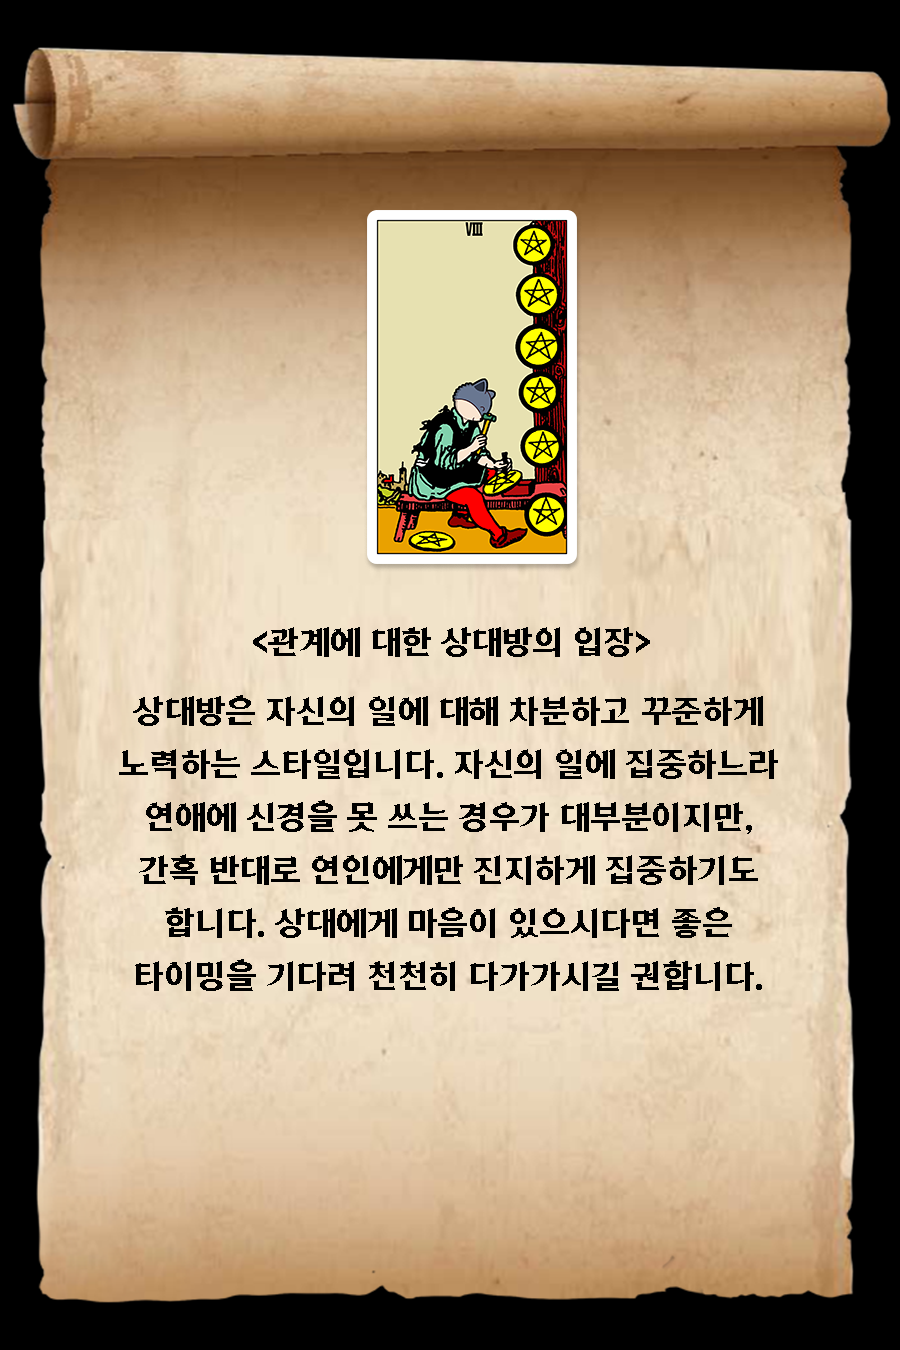 VIII
<관계에 대한 상대방의 입장>
상대방은 자신의 일에 대해 차분하고 꾸준하게
노력하는 스타일입니다. 자신의 일에 집중하느라
연애에 신경을 못 쓰는 경우가 대부분이지만,
간혹 반대로 연인에게만 진지하게 집중하기도
합니다. 상대에게 마음이 있으시다면 좋은
타이밍을 기다려 천천히 다가가시길 권합니다.